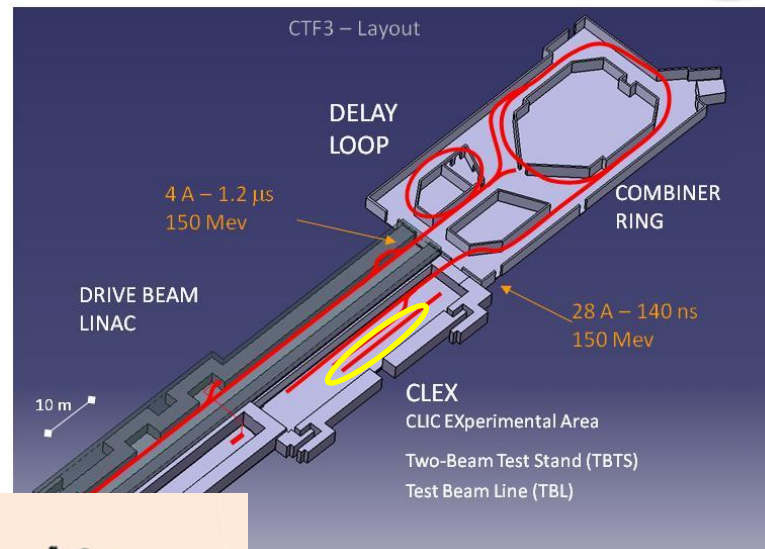 CTF3 – Layout
DELAY
LOOP
4 A – 1.2 μs
150 Mev
COMBINER
RING
DRIVE BEAM
LINAC
28 A – 140 ns
150 Mev
10 m
CLEX
CLIC EXperimental Area
Two-Beam Test Stand (TBTS)
Test Beam Line (TBL)